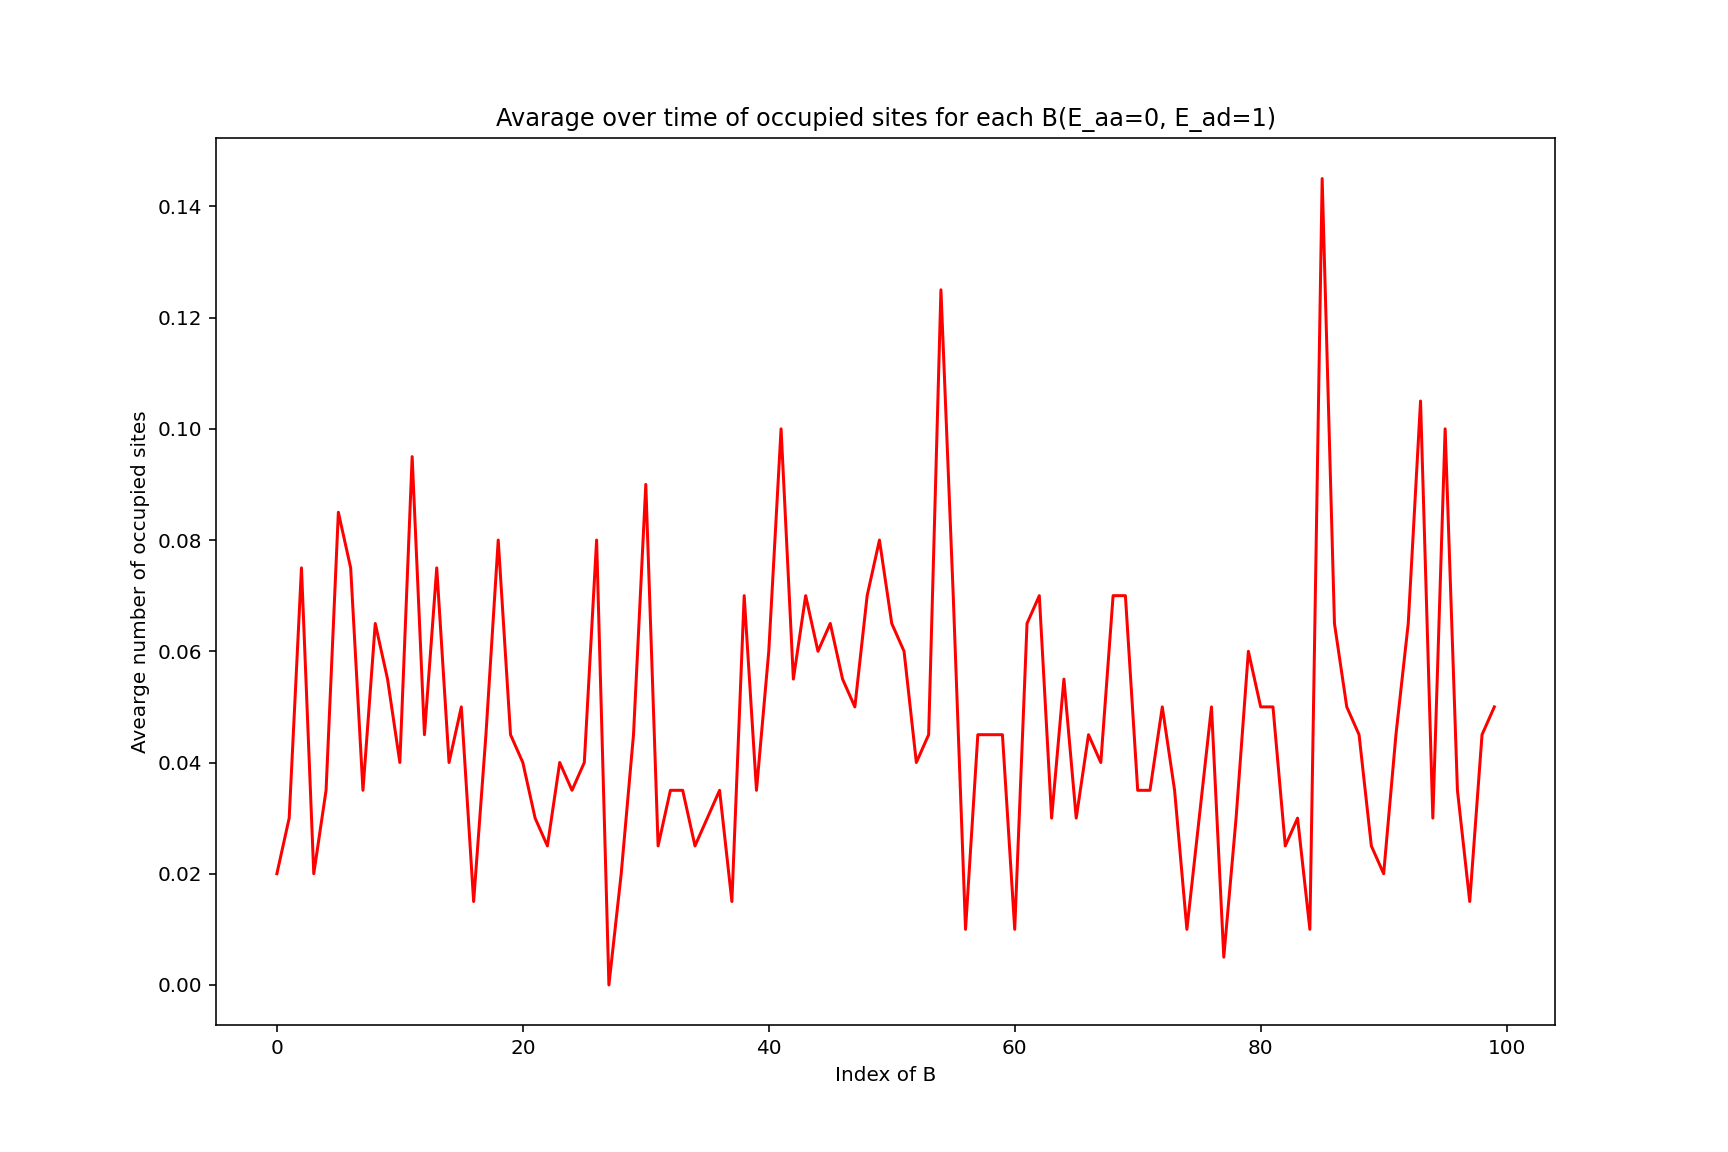 Avarage over time of occupied sites for each B(E_aa=0, E_ad=1)
0.14
0.12
0.10
0.08
0.06
0.04
0.02
0.00
Avearge number of occupied sites
0 20 40 60 80 100
Index of B